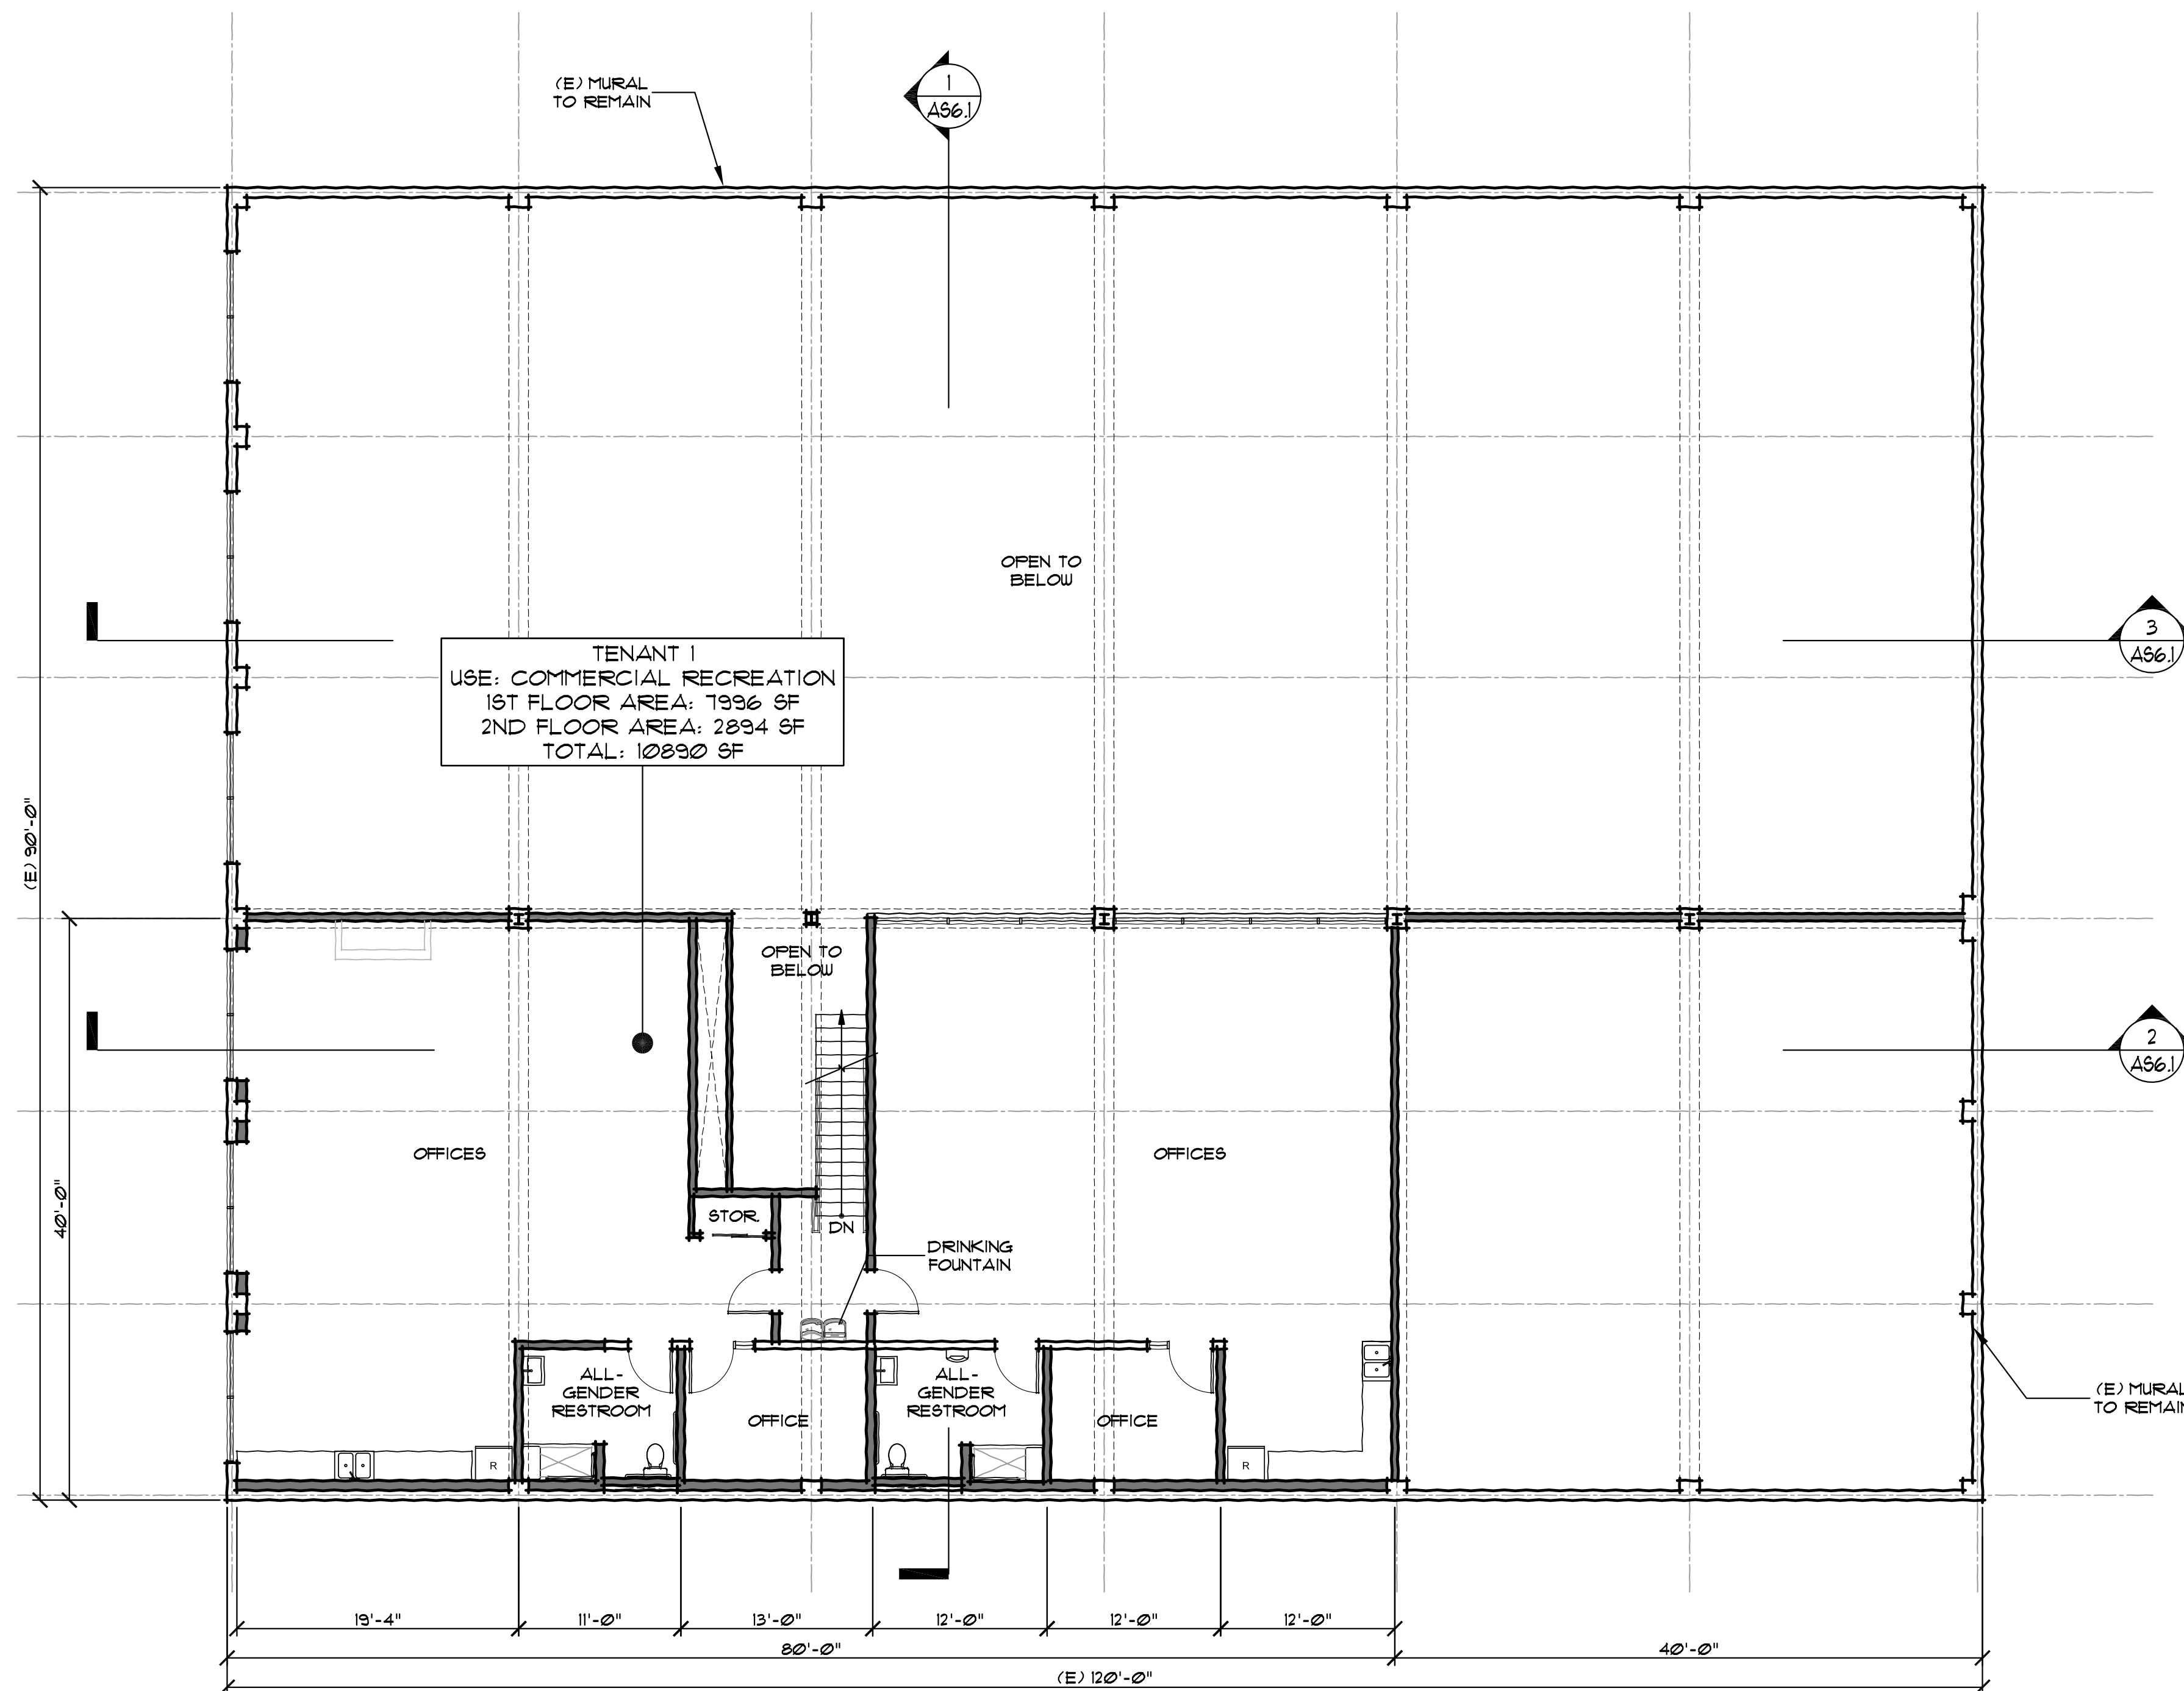 (E) MURAL
TO REMAIN
1
AS6.1
OPEN TO
BELOW
3
AS6.1
TENANT 1
USE: COMMERCIAL RECREATION
1ST FLOOR AREA: 7996 SF
2ND FLOOR AREA: 2894 SF
TOTAL: 10890 SF
(E) 90'-0"
OPEN TO
BELOW
2
AS6.1
OFFICES
OFFICES
40'-0"
STOR.
DN
DRINKING
FOUNTAIN
ALL-
GENDER
RESTROOM
OFFICE
ALL-
GENDER
RESTROOM
OFFICE
(E) MURAL
TO REMAIN
R
R
19'-4"
11'-0"
13'-0"
12'-0"
12'-0"
12'-0"
80'-0"
40'-0"
(E) 120'-0"